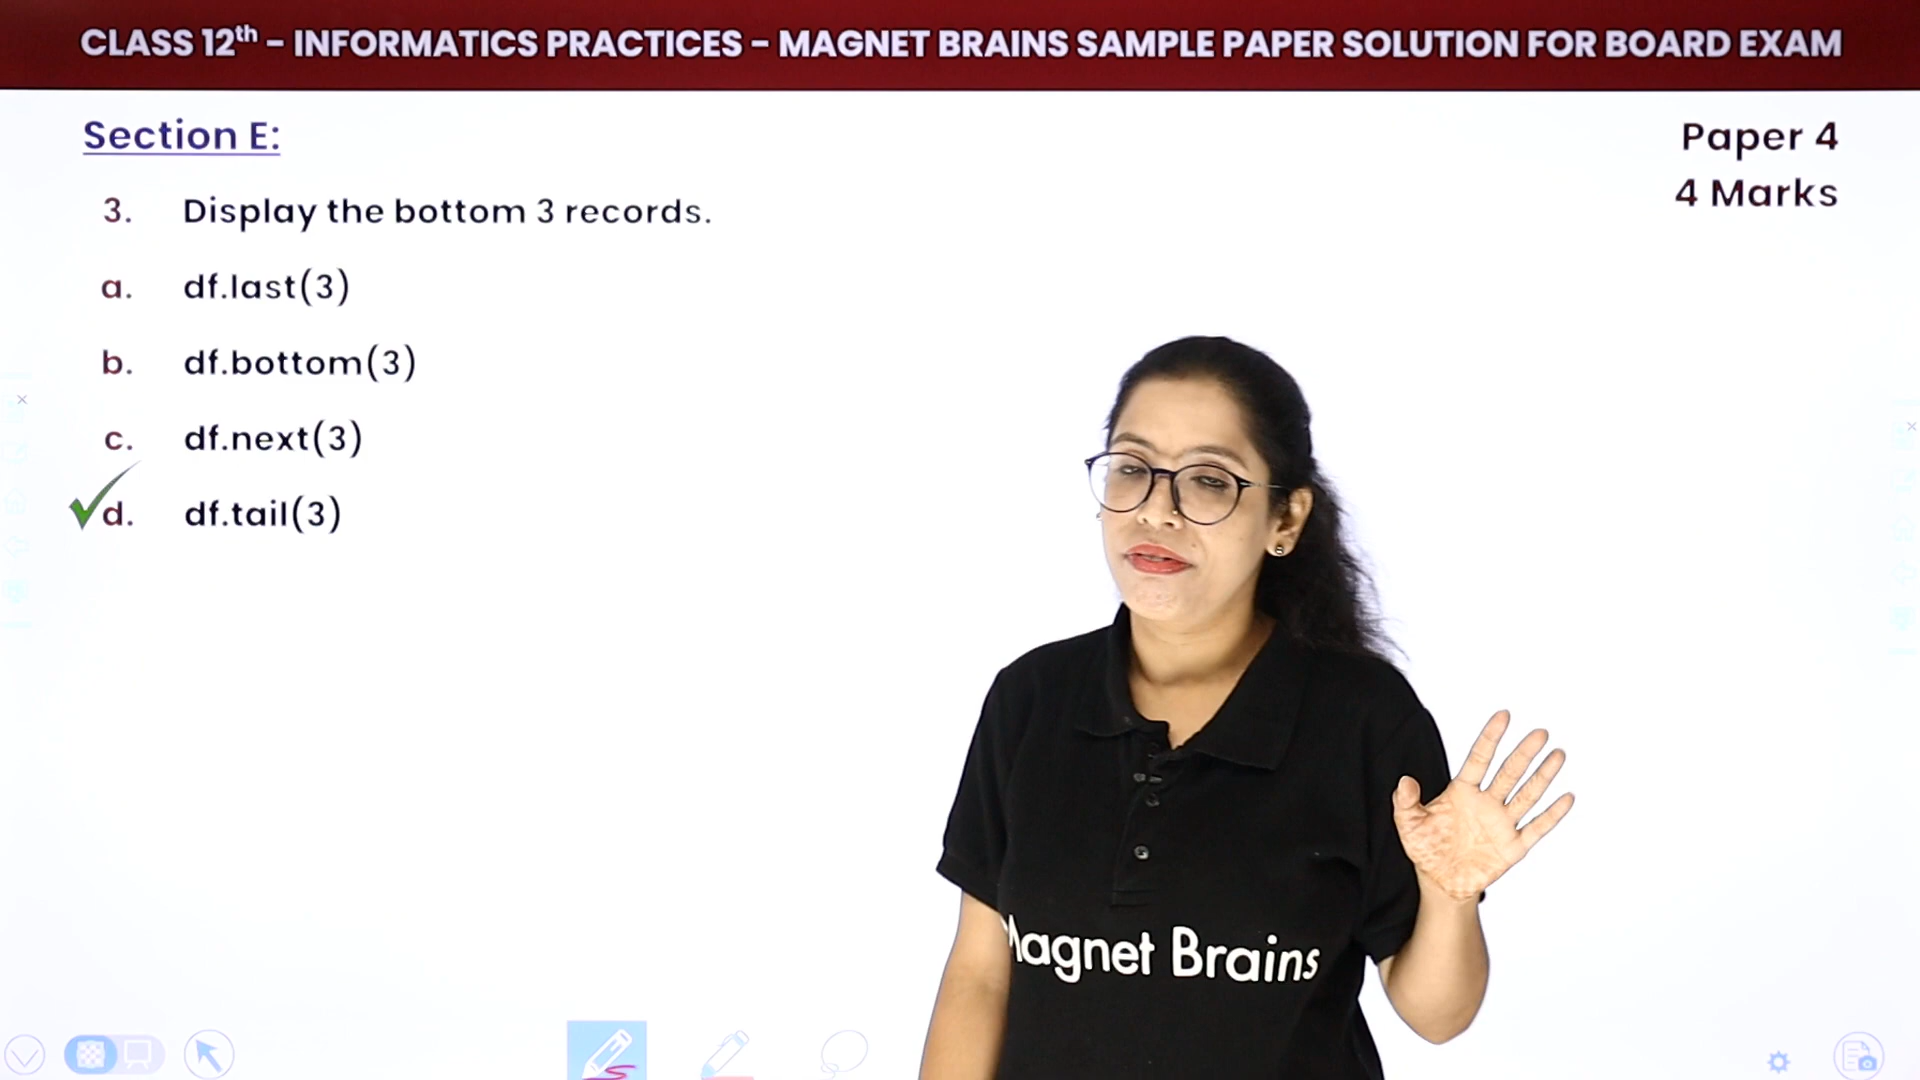 CLASS 12th - INFORMATICS PRACTICES - MAGNET BRAINS SAMPLE PAPER SOLUTION FOR BOARD EXAM
Section E:
Paper 4
4 Marks
3. Display the bottom 3 records.
a. df.last(3)
b. df.bottom(3)
c. df.next(3)
d. df.tail(3)
Magnet Brains